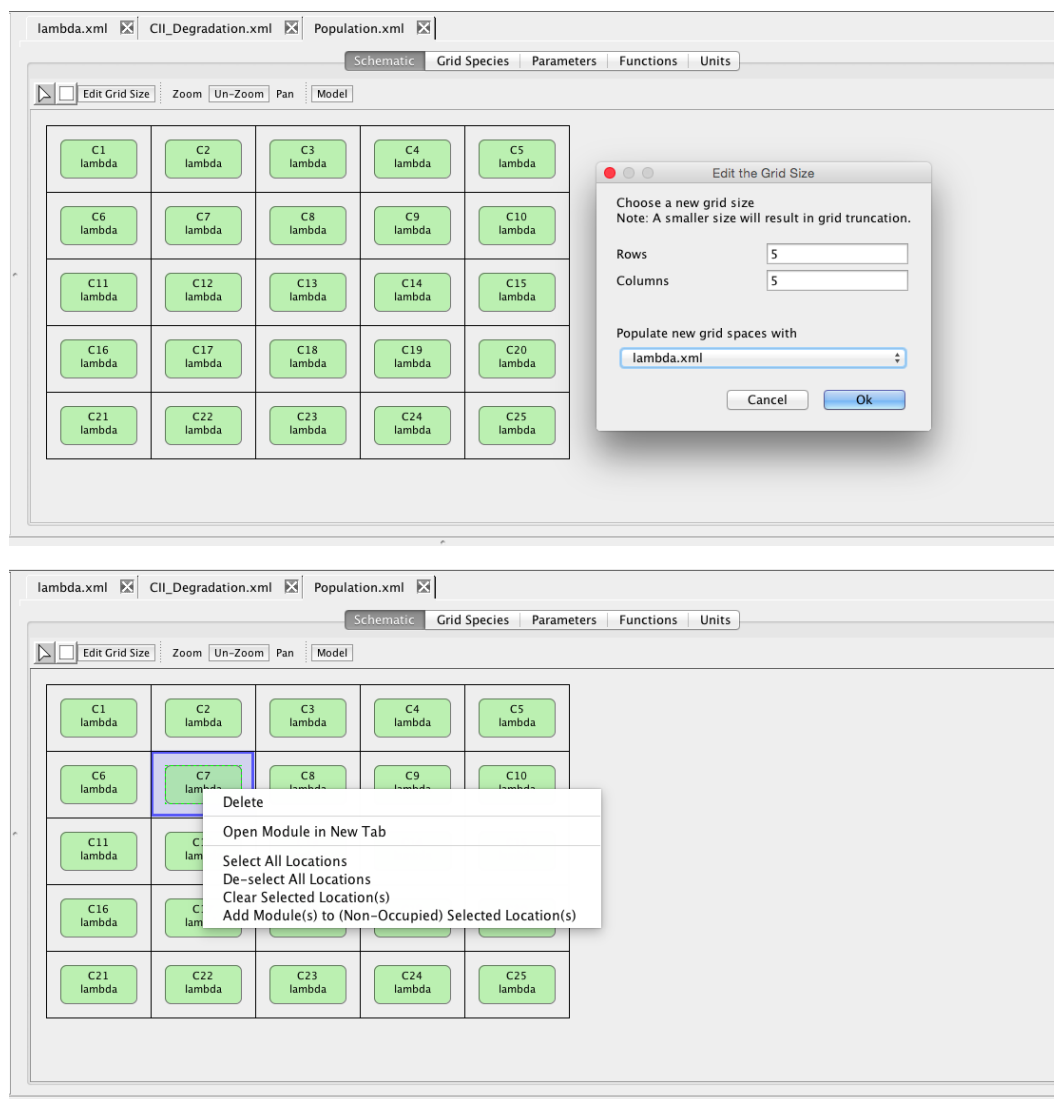 lambda.xml CII_Degradation.xml Population.xml
Schematic Grid Species Parameters Functions Units
Edit Grid Size Zoom Un-Zoom Pan Model
C1 C2 C3 C4 C5
lambda lambda lambda lambda lambda
C6 C7 C8 C9 C10
lambda lambda lambda lambda lambda
C11 C12 C13 C14 C15
lambda lambda lambda lambda lambda
C16 C17 C18 C19 C20
lambda lambda lambda lambda lambda
C21 C22 C23 C24 C25
lambda lambda lambda lambda lambda
Edit the Grid Size
Choose a new grid size
Note: A smaller size will result in grid truncation.
Rows 5
Columns 5
Populate new grid spaces with
lambda.xml
Cancel Ok
lambda.xml CII_Degradation.xml Population.xml
Schematic Grid Species Parameters Functions Units
Edit Grid Size Zoom Un-Zoom Pan Model
C1 C2 C3 C4 C5
lambda lambda lambda lambda lambda
C6 C7 C8 C9 C10
lambda lambda lambda lambda lambda
C11
lambda
C16
lambda
C21 C22 C23 C24 C25
lambda lambda lambda lambda lambda
Delete
Open Module in New Tab
Select All Locations
De-select All Locations
Clear Selected Location(s)
Add Module(s) to (Non-Occupied) Selected Location(s)